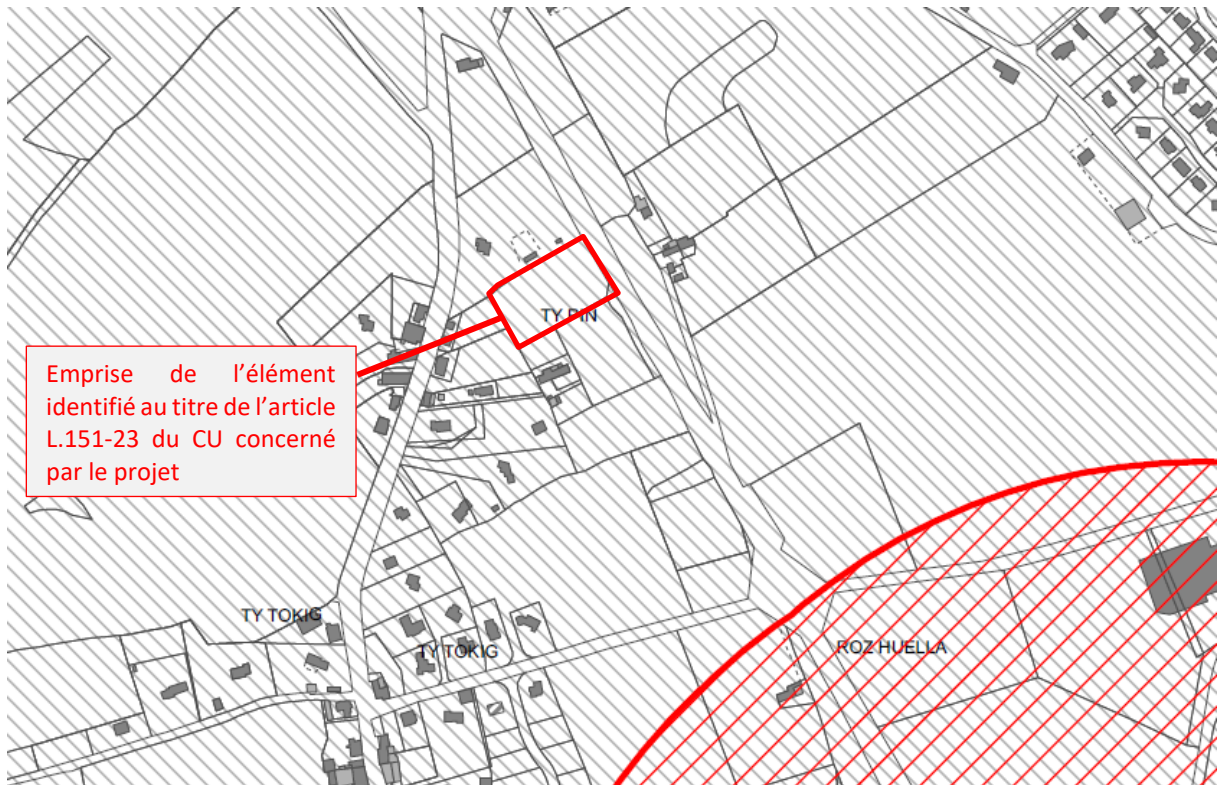 TY PIN
Emprise de l’élément
identifié au titre de l’article
L.151-23 du CU concerné
par le projet
TY TOKIG
TY TOKIG
ROZ HUELLA